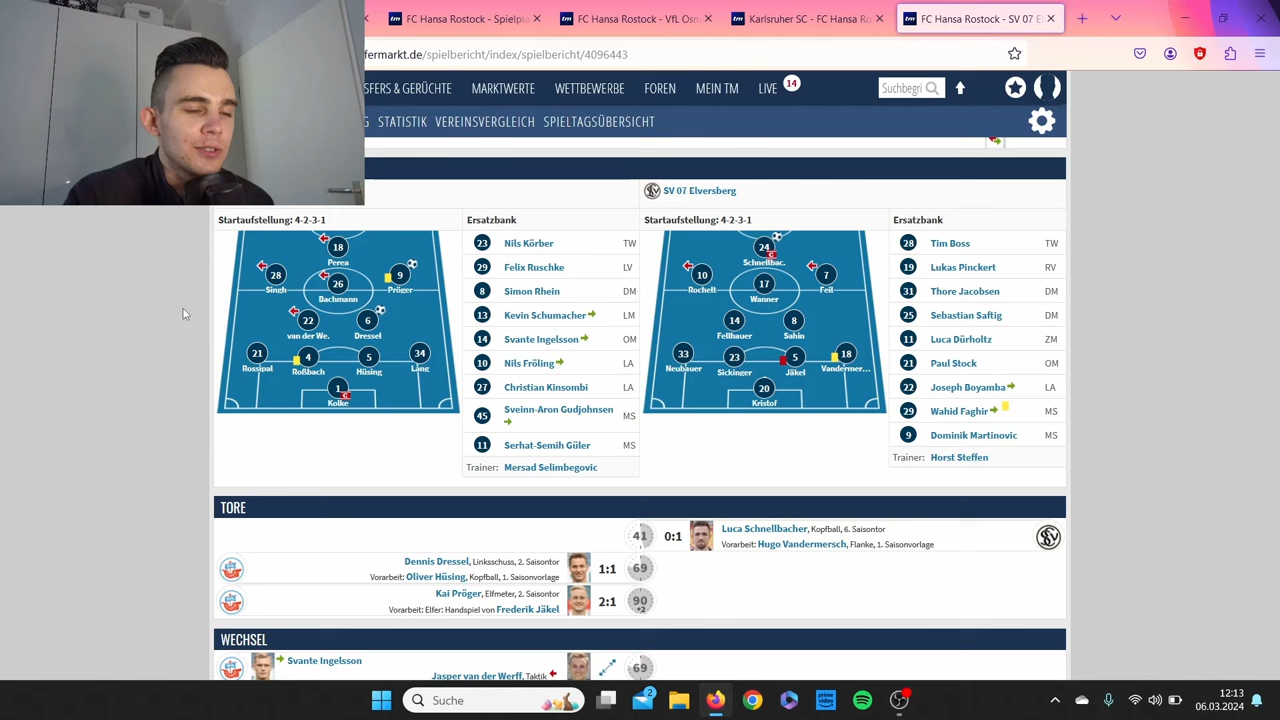 FC Hansa Rostock - Spielpla
FC Hansa Rostock - VfL Osn
Karlsruher SC - FC Hansa Ro
FC Hansa Rostock - SV 07 El
fermarkt.de/spielbericht/index/spielbericht/4096443
SFERS & GERÜCHTE MARKTWERTE WETTBEWERBE FOREN MEIN TM LIVE 14 Suchbegri
G STATISTIK VEREINSVERGLEICH SPIELTAGSÜBERSICHT
SV 07 Elversberg
Startaufstellung: 4-2-3-1
18
Perea
28
Singh
26
Bachmann
9
Pröger
22
van der We.
6
Dressel
21
Rossipal
4
Roßbach
5
Hüsing
34
Lang
1
Kolke
Ersatzbank
23 Nils Körber TW
29 Felix Ruschke LV
8 Simon Rhein DM
13 Kevin Schumacher LM
14 Svante Ingelsson OM
10 Nils Fröling LA
27 Christian Kinsombi LA
45 Sveinn-Aron Gudjohnsen MS
11 Serhat-Semih Güler MS
Trainer: Mersad Selimbegovic
Startaufstellung: 4-2-3-1
24
Schnellbac.
10
Rochelt
17
Wanner
7
Feil
14
Fellhauer
8
Sahin
33
Neubauer
23
Sickinger
5
Jäkel
18
Vandermer...
20
Kristof
Ersatzbank
28 Tim Boss TW
19 Lukas Pinckert RV
31 Thore Jacobsen DM
25 Sebastian Saftig DM
11 Luca Dürholtz ZM
21 Paul Stock OM
22 Joseph Boyamba LA
29 Wahid Faghir MS
9 Dominik Martinovic MS
Trainer: Horst Steffen
TORE
41 0:1 Luca Schnellbacher, Kopfball, 6. Saisontor
Vorarbeit: Hugo Vandermersch, Flanke, 1. Saisonvorlage
Dennis Dressel, Linksschuss, 2. Saisontor
Vorarbeit: Oliver Hüsing, Kopfball, 1. Saisonvorlage
1:1 69
Kai Pröger, Elfmeter, 2. Saisontor
Vorarbeit: Elfer: Handspiel von Frederik Jäkel
2:1 90 +2
WECHSEL
Svante Ingelsson
Jasper van der Werff, Taktik
69
Suche
2
12:13
06.03.2024